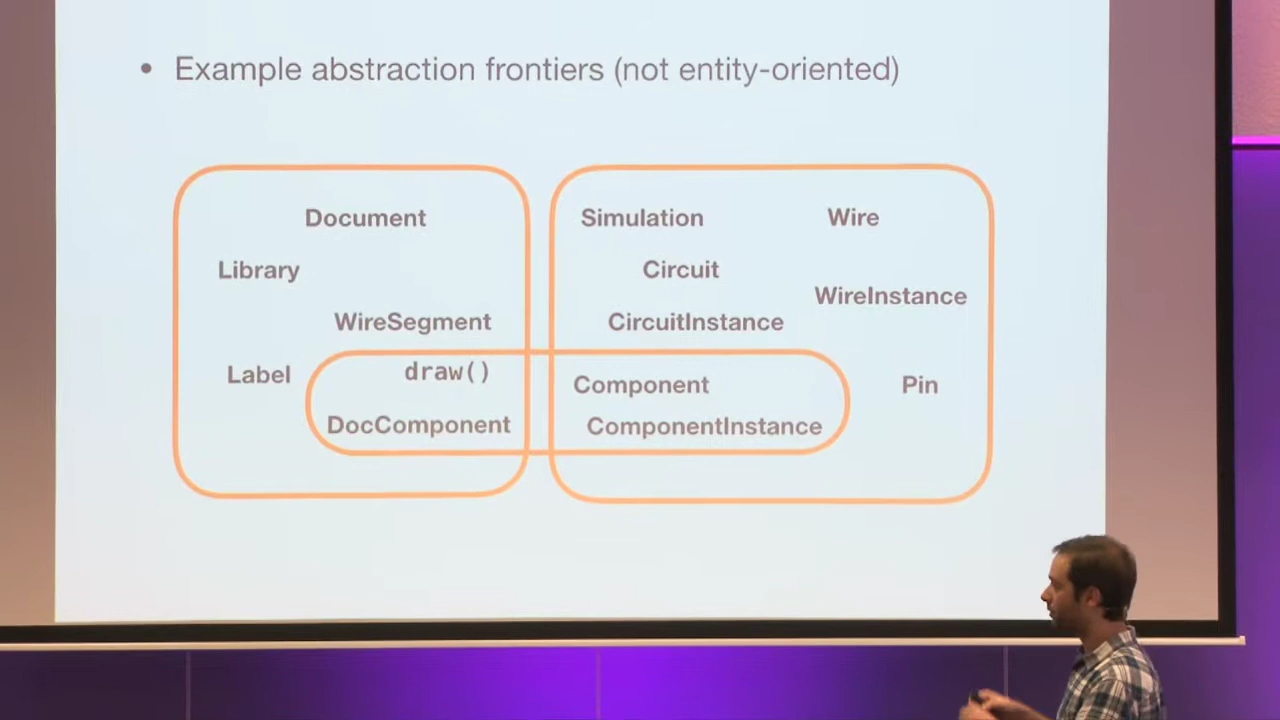 • Example abstraction frontiers (not entity-oriented)
Document
Library
WireSegment
Label
draw()
DocComponent
Simulation
Wire
Circuit
WireInstance
CircuitInstance
Component
Pin
ComponentInstance